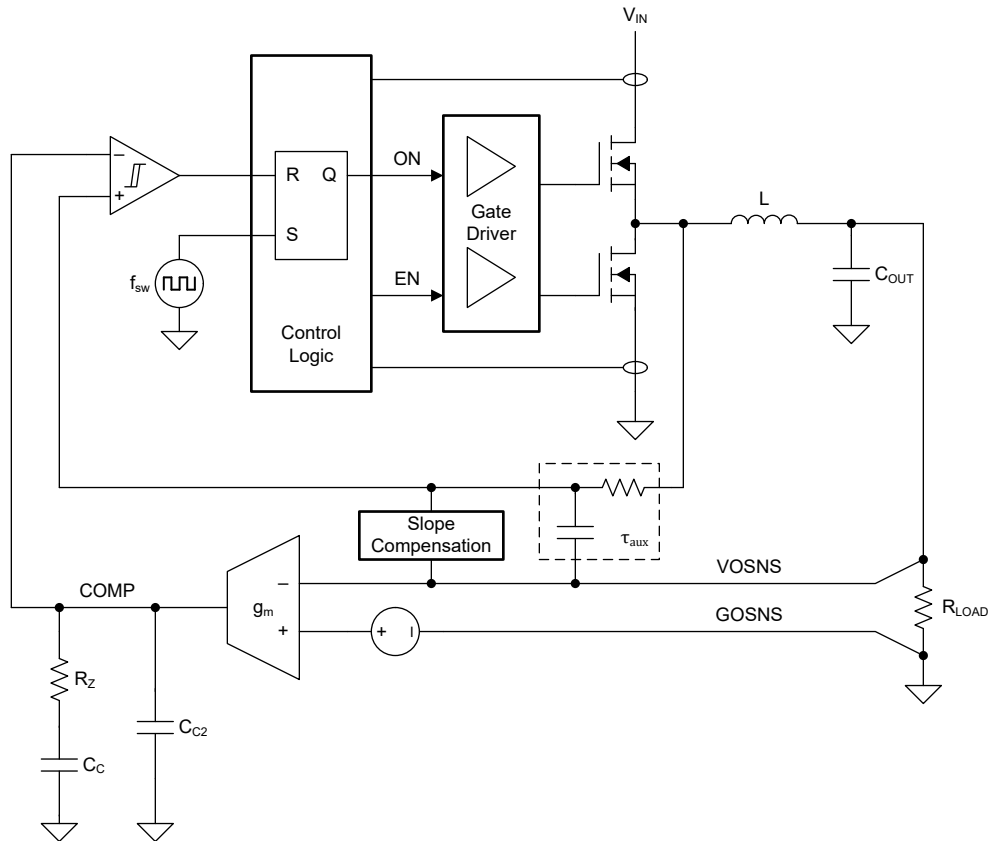 V_IN
−
+
R Q
S
f_sw
Control
Logic
ON
EN
Gate
Driver
L
C_OUT
Slope
Compensation
τ_aux
COMP
g_m
−
+
+ −
VOSNS
GOSNS
R_LOAD
R_Z
C_C
C_C2